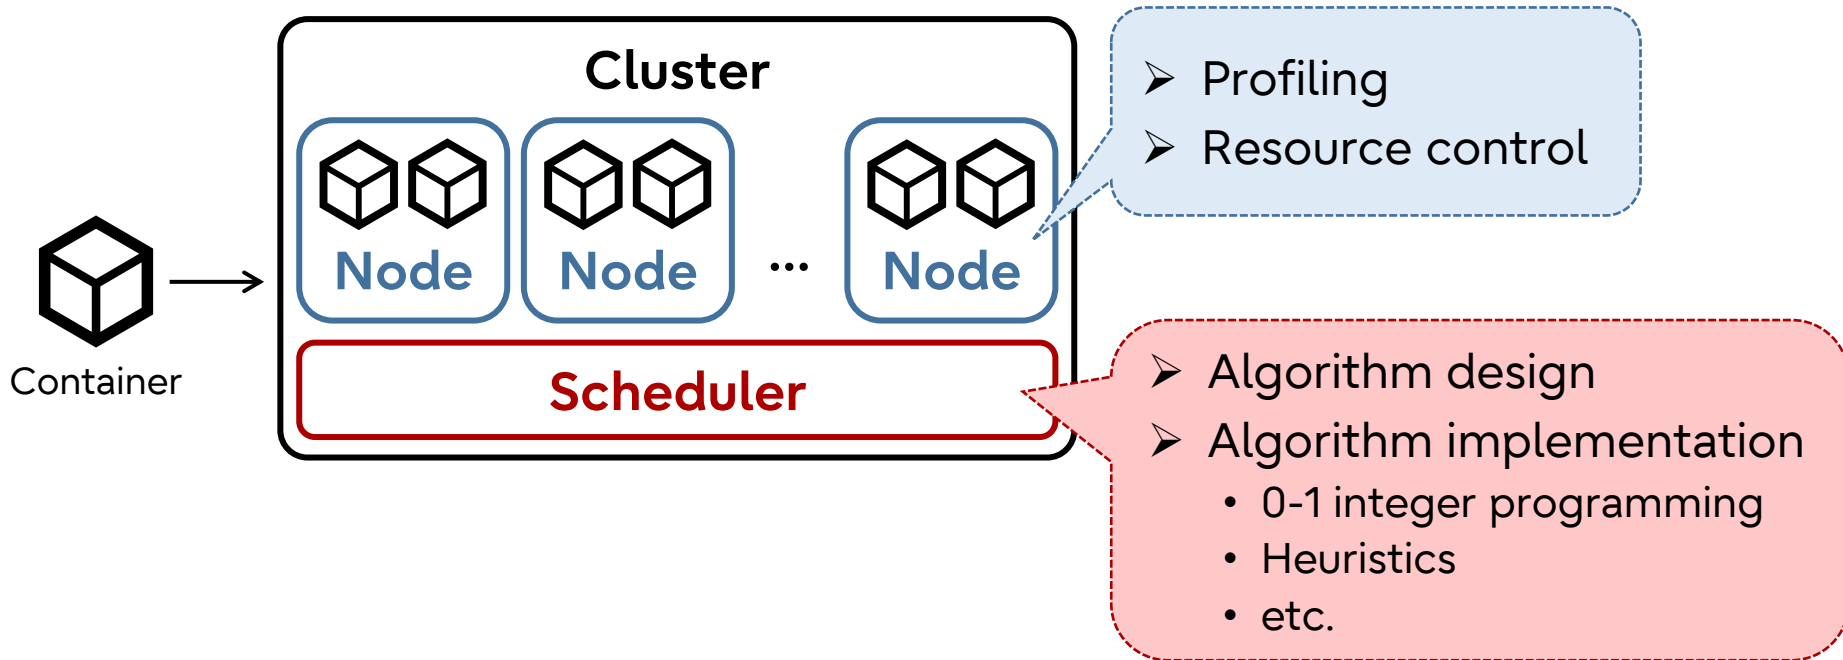 Cluster
Node
Node
...
Node
Container
Scheduler
➢ Profiling
➢ Resource control
➢ Algorithm design
➢ Algorithm implementation
• 0-1 integer programming
• Heuristics
• etc.